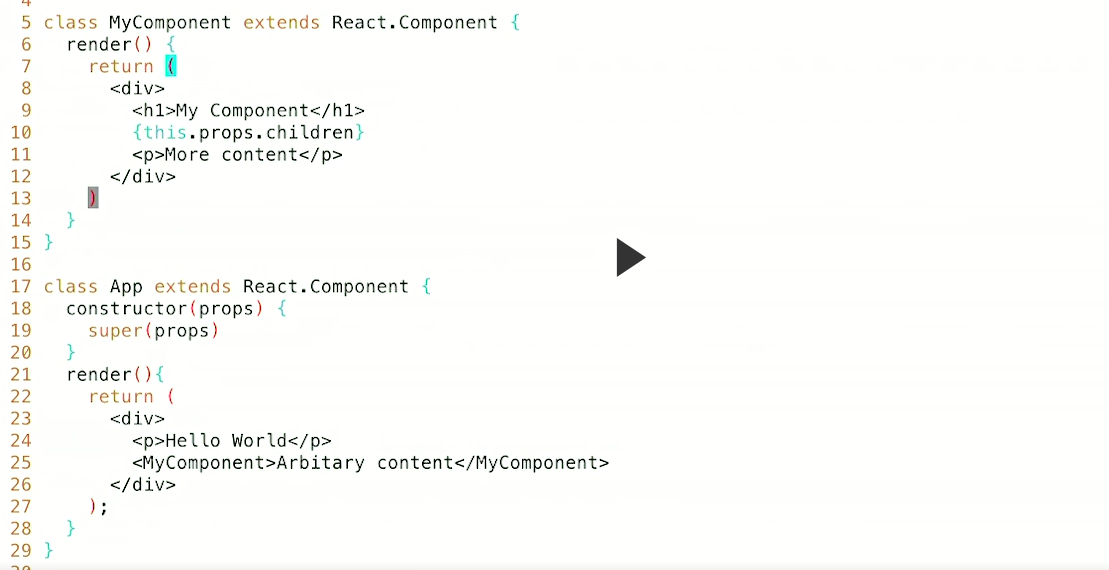 5 class MyComponent extends React.Component {
6   render() {
7     return (
8       <div>
9         <h1>My Component</h1>
10         {this.props.children}
11         <p>More content</p>
12       </div>
13     )
14   }
15 }
16
17 class App extends React.Component {
18   constructor(props) {
19     super(props)
20   }
21   render(){
22     return (
23       <div>
24         <p>Hello World</p>
25         <MyComponent>Arbitary content</MyComponent>
26       </div>
27     );
28   }
29 }